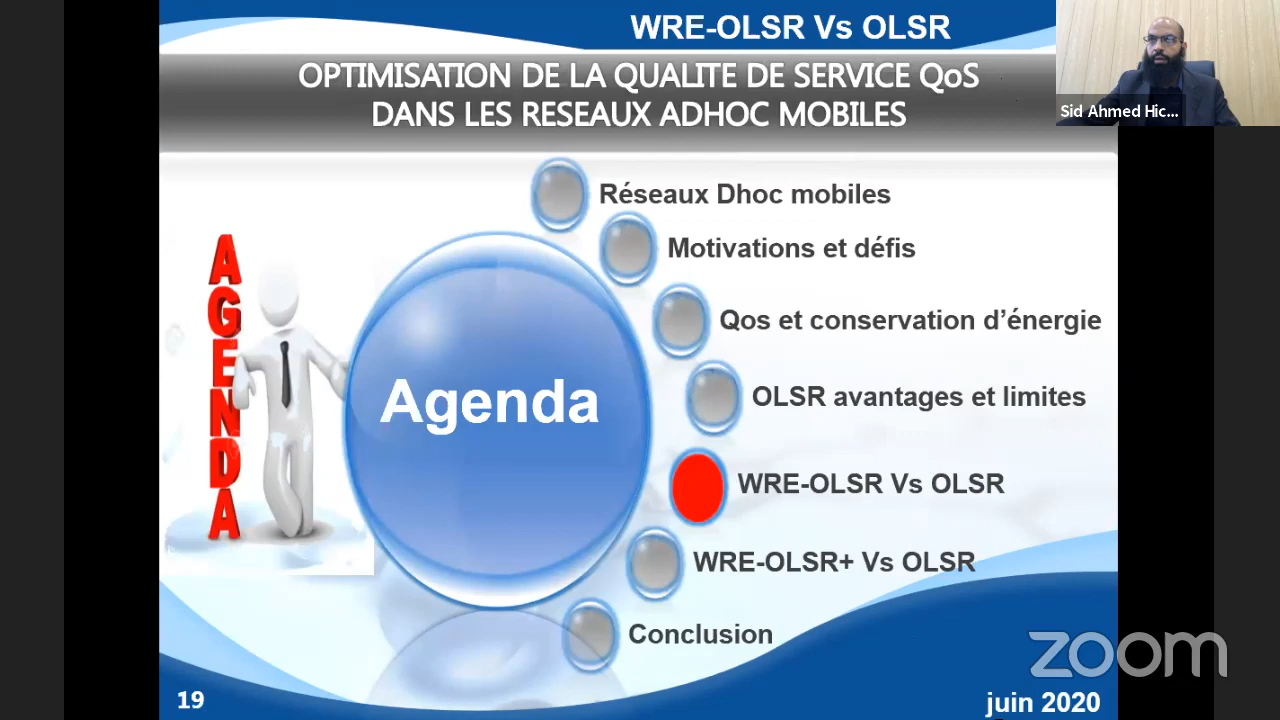 WRE-OLSR Vs OLSR
OPTIMISATION DE LA QUALITE DE SERVICE QoS
DANS LES RESEAUX ADHOC MOBILES
Sid Ahmed Hic...
Réseaux Dhoc mobiles
Motivations et défis
Qos et conservation d’énergie
OLSR avantages et limites
WRE-OLSR Vs OLSR
WRE-OLSR+ Vs OLSR
Conclusion
AGENDA
Agenda
zoom
19
juin 2020